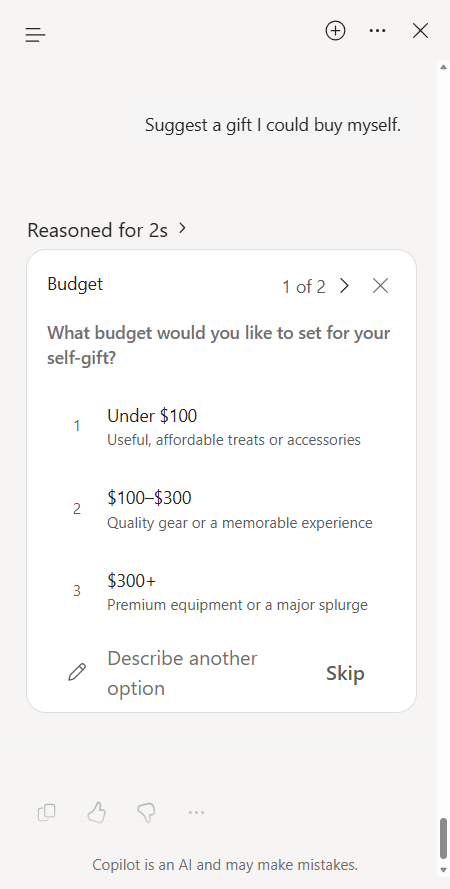 Suggest a gift I could buy myself.
Reasoned for 2s
Budget
1 of 2
What budget would you like to set for your
self-gift?
1
Under $100
Useful, affordable treats or accessories
2
$100–$300
Quality gear or a memorable experience
3
$300+
Premium equipment or a major splurge
Describe another
option
Skip
Copilot is an AI and may make mistakes.